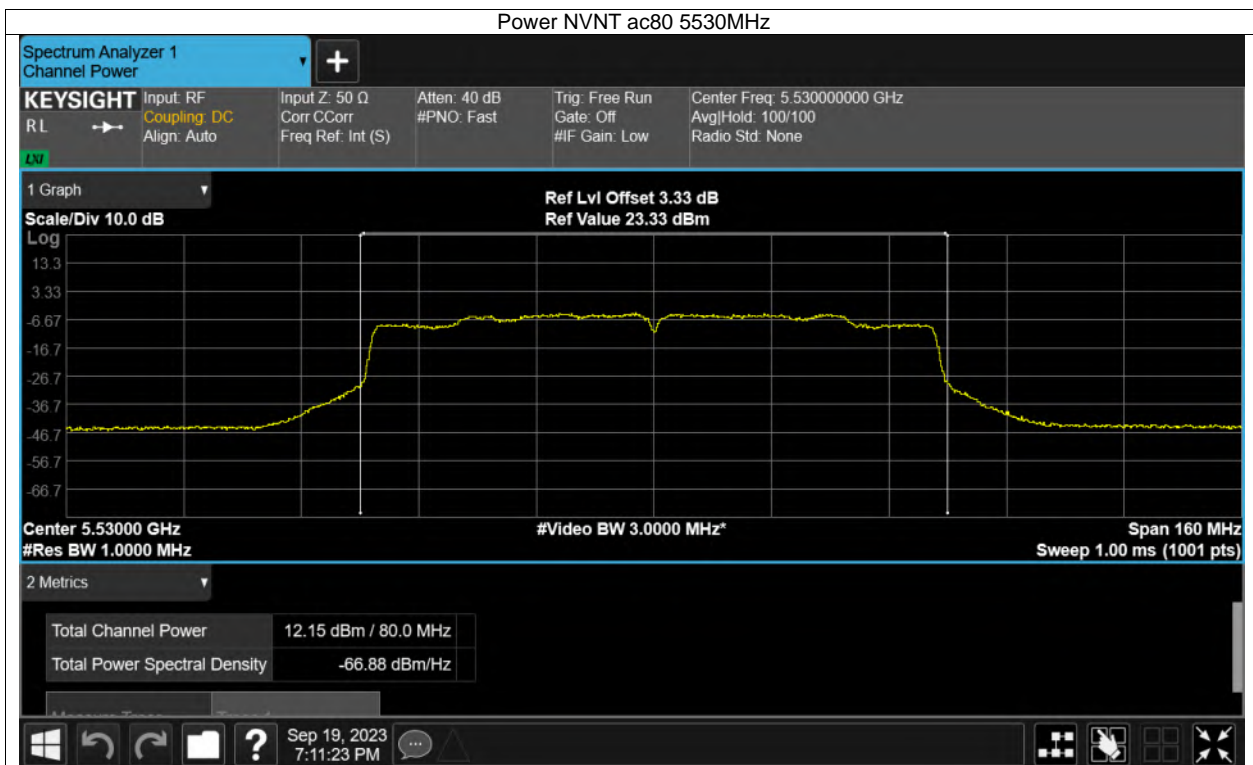 Power NVNT ac80 5530MHz
Spectrum Analyzer 1
Channel Power
KEYSIGHT
R L
LXI
Input: RF
Coupling: DC
Align: Auto
Input Z: 50 Ω
Corr CCorr
Freq Ref: Int (S)
Atten: 40 dB
#PNO: Fast
Trig: Free Run
Gate: Off
#IF Gain: Low
Center Freq: 5.530000000 GHz
Avg|Hold: 100/100
Radio Std: None
1 Graph
Scale/Div 10.0 dB
Ref Lvl Offset 3.33 dB
Ref Value 23.33 dBm
Log
13.3
3.33
-6.67
-16.7
-26.7
-36.7
-46.7
-56.7
-66.7
Center 5.53000 GHz
#Res BW 1.0000 MHz
#Video BW 3.0000 MHz*
Span 160 MHz
Sweep 1.00 ms (1001 pts)
2 Metrics
Total Channel Power 12.15 dBm / 80.0 MHz
Total Power Spectral Density -66.88 dBm/Hz
?
Sep 19, 2023
7:11:23 PM